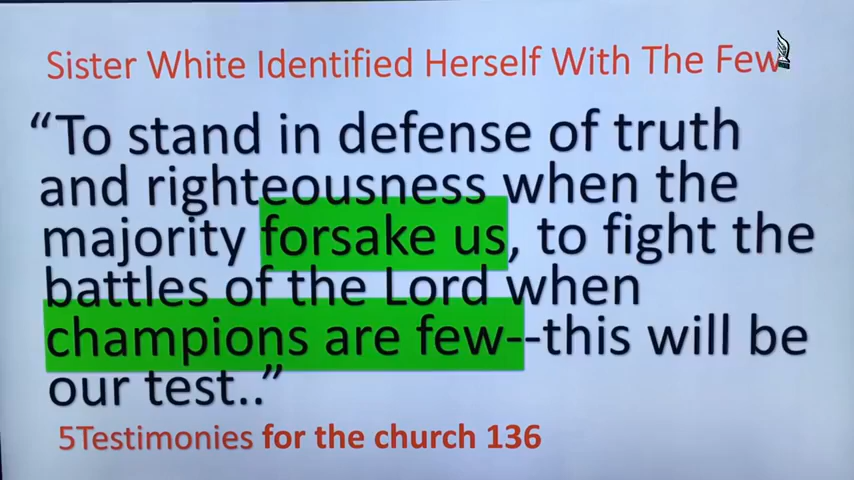 Sister White Identified Herself With The Few
“To stand in defense of truth
and righteousness when the
majority forsake us, to fight the
battles of the Lord when
champions are few--this will be
our test..”
5Testimonies for the church 136